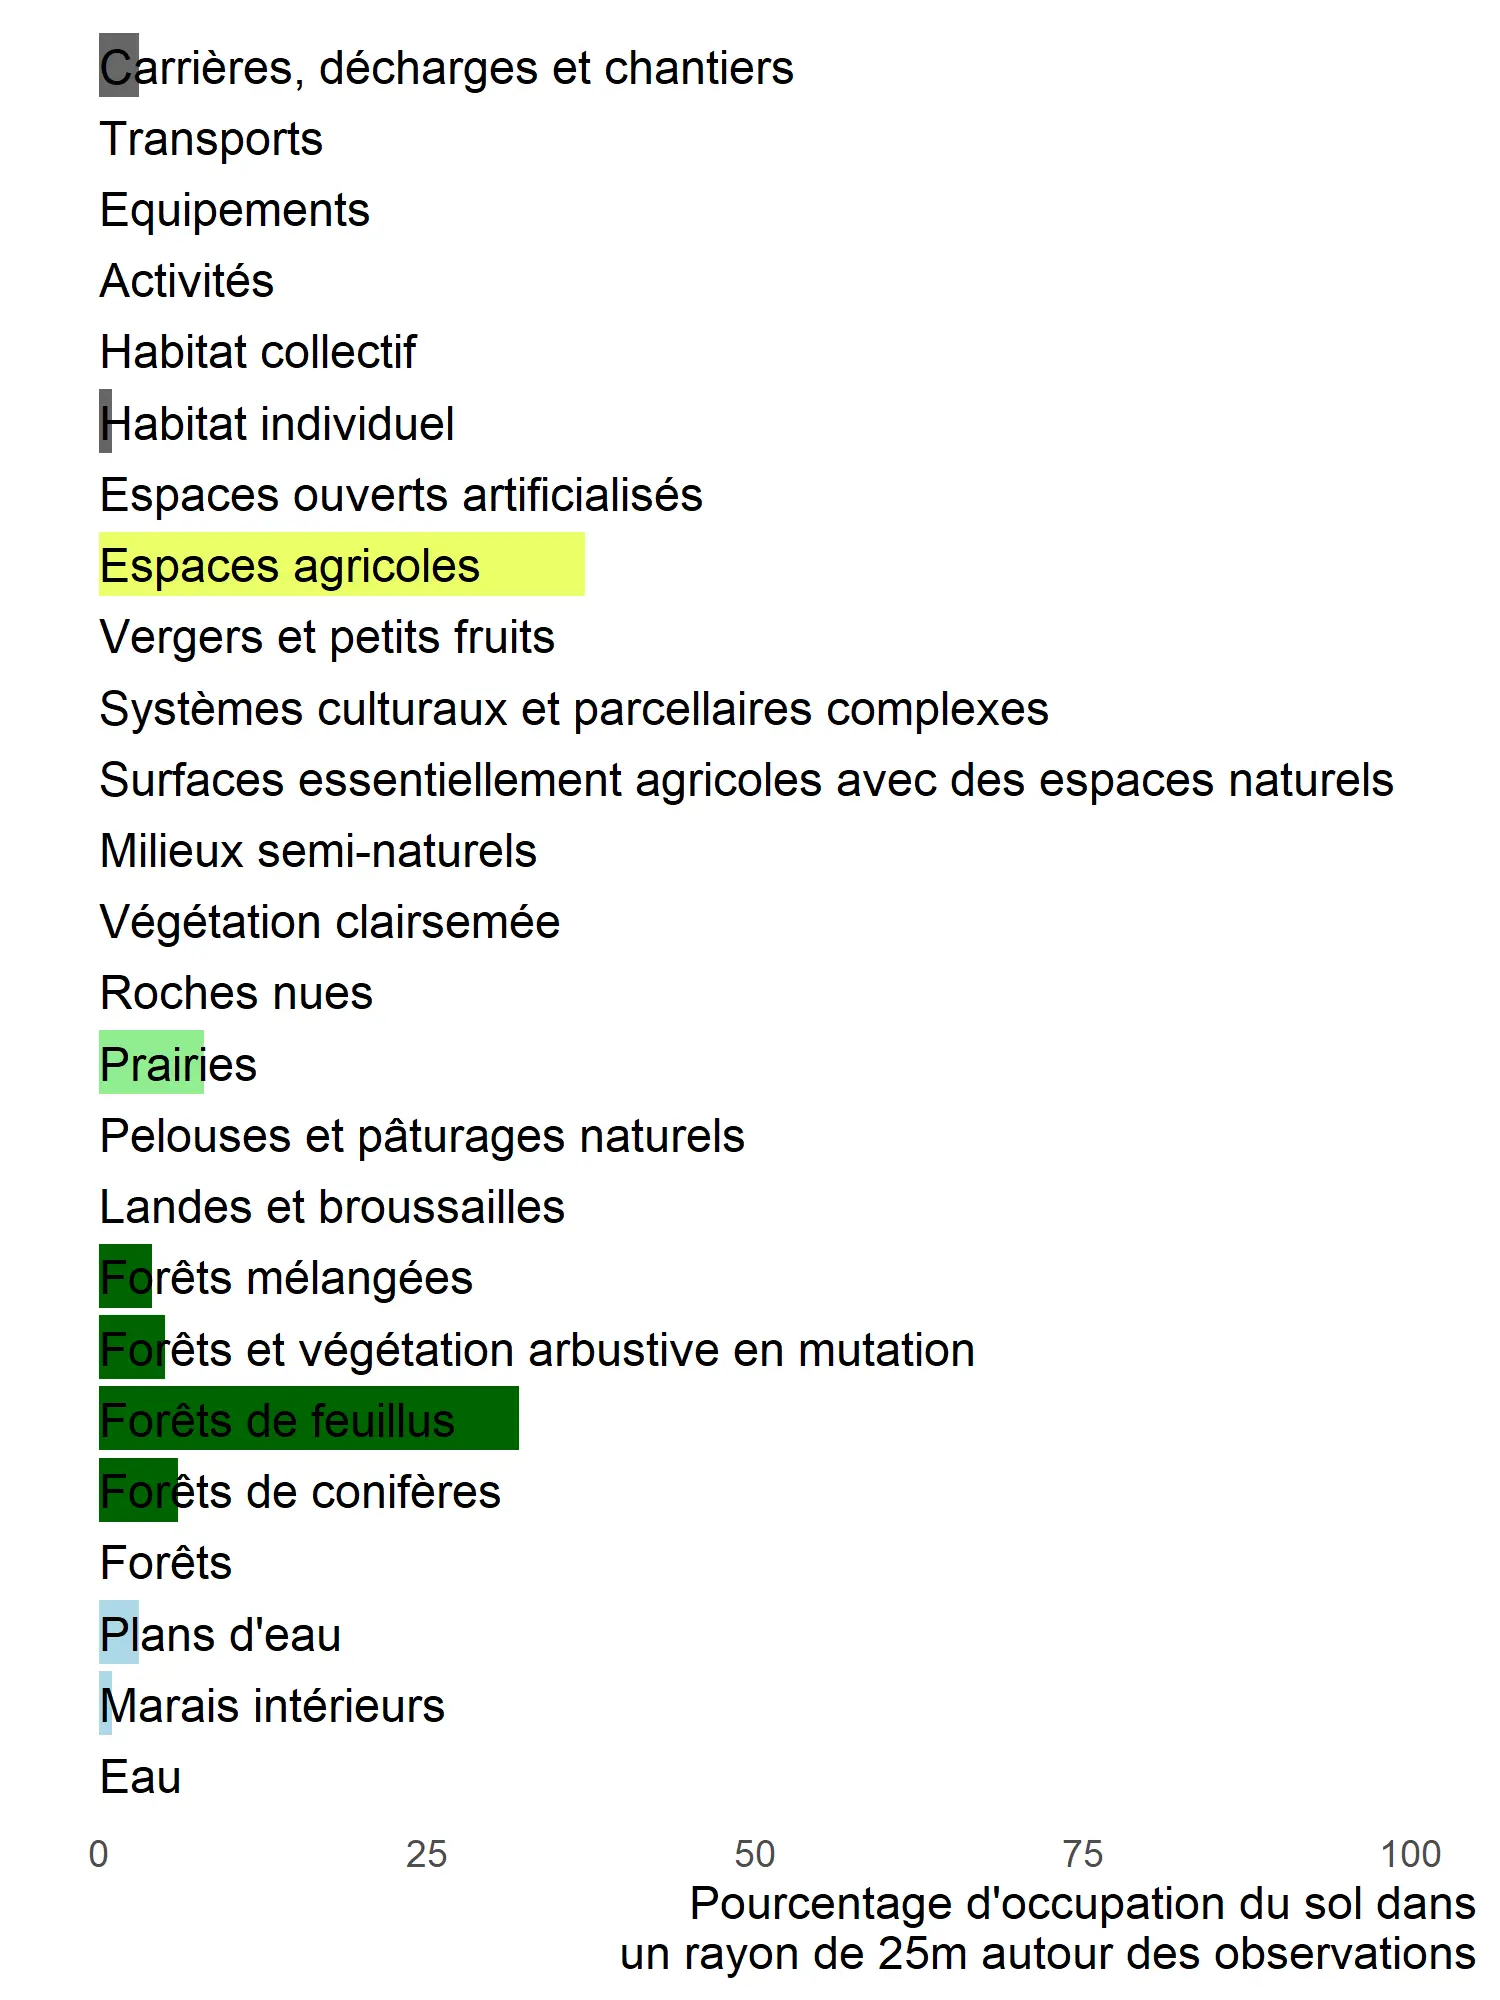 Carrières, décharges et chantiers
Transports
Equipements
Activités
Habitat collectif
Habitat individuel
Espaces ouverts artificialisés
Espaces agricoles
Vergers et petits fruits
Systèmes culturaux et parcellaires complexes
Surfaces essentiellement agricoles avec des espaces naturels
Milieux semi-naturels
Végétation clairsemée
Roches nues
Prairies
Pelouses et pâturages naturels
Landes et broussailles
Forêts mélangées
Forêts et végétation arbustive en mutation
Forêts de feuillus
Forêts de conifères
Forêts
Plans d'eau
Marais intérieurs
Eau
0 25 50 75 100
Pourcentage d'occupation du sol dans
un rayon de 25m autour des observations